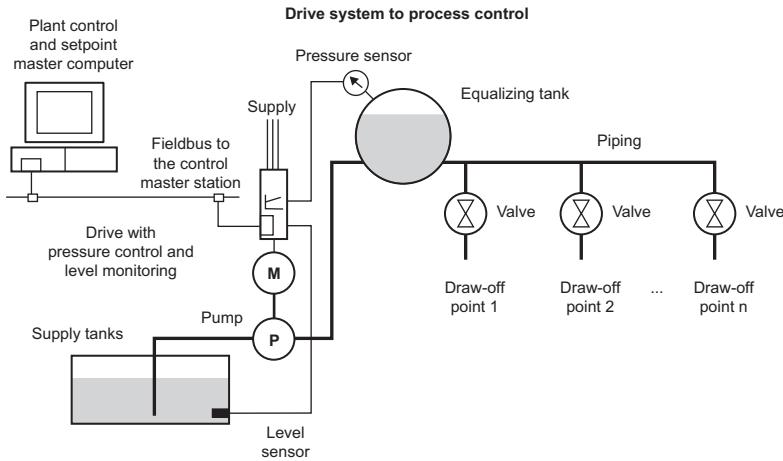 Drive system to process control
Plant control
and setpoint
master computer
Pressure sensor
Supply
Equalizing tank
Fieldbus to
the control
master station
Piping
Valve
Valve
Valve
Drive with
pressure control and
level monitoring
M
Draw-off
point 1
Draw-off
point 2
...
Draw-off
point n
Pump
P
Supply tanks
Level
sensor